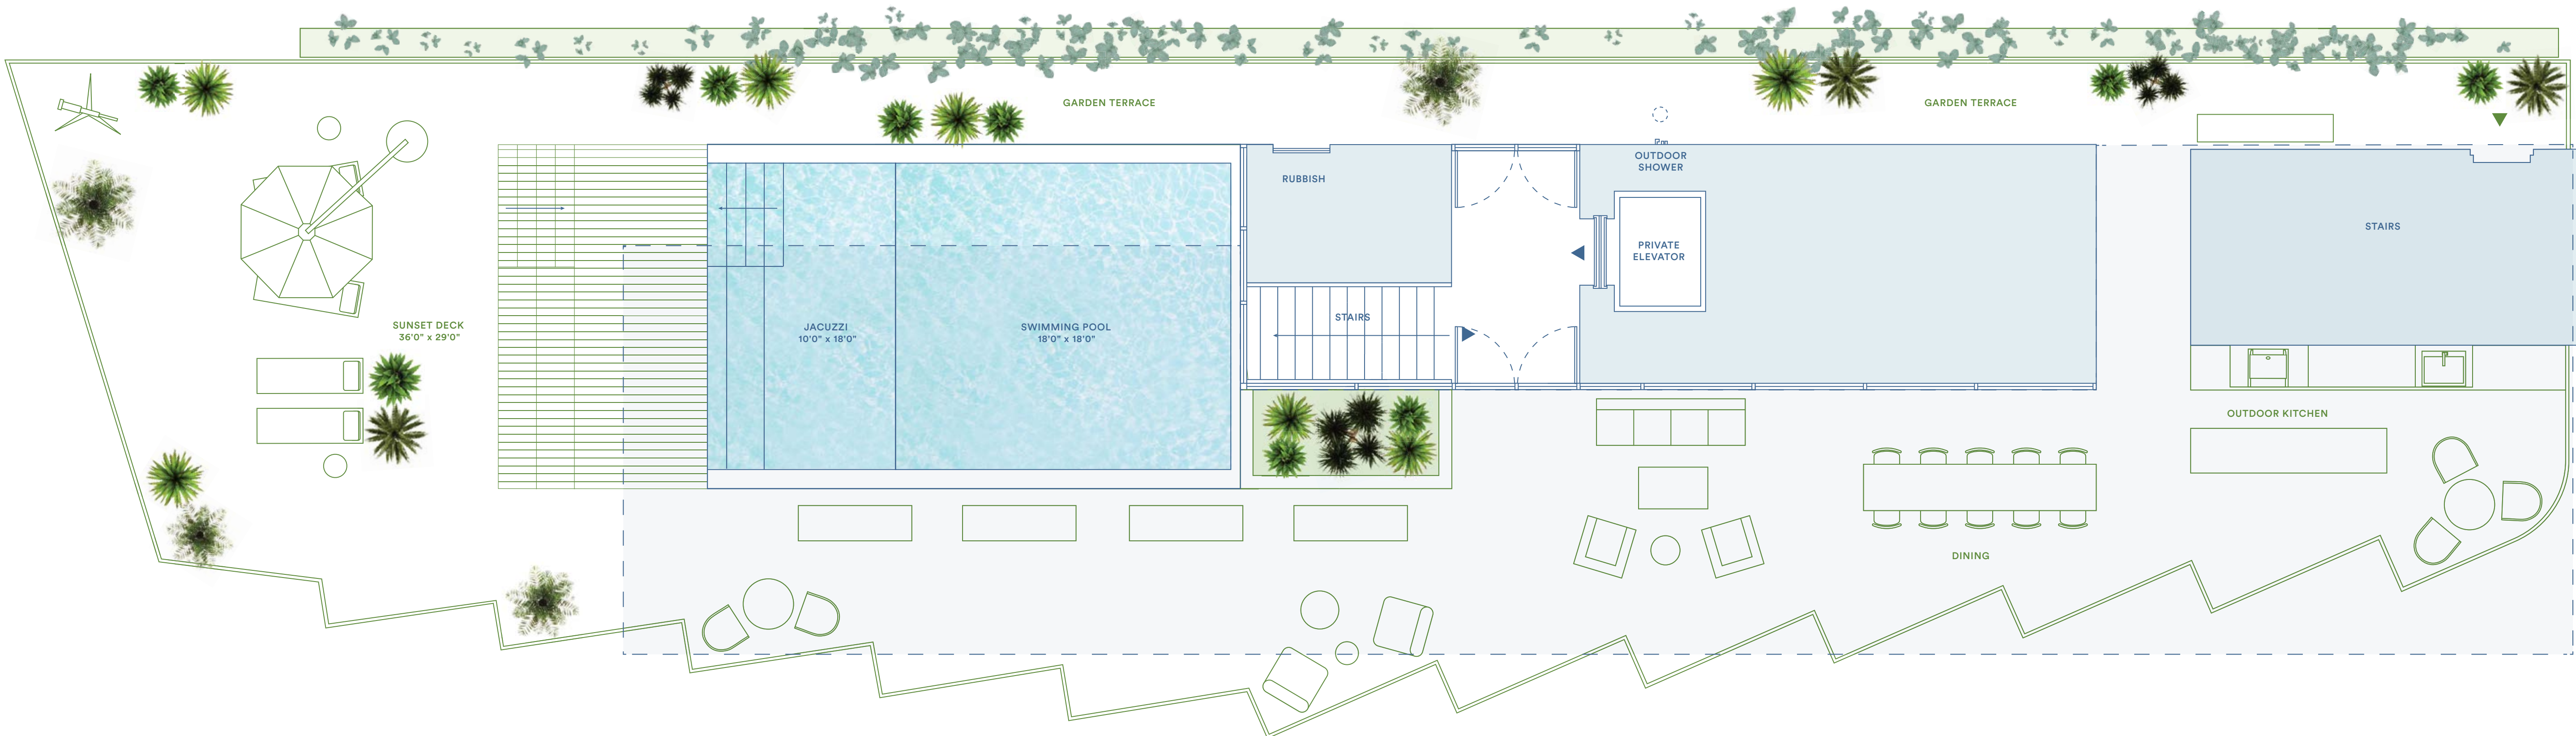 GARDEN TERRACE
GARDEN TERRACE
OUTDOOR
SHOWER
RUBBISH
STAIRS
PRIVATE
ELEVATOR
SUNSET DECK
36'0" x 29'0"
JACUZZI
10'0" x 18'0"
SWIMMING POOL
18'0" x 18'0"
STAIRS
OUTDOOR KITCHEN
DINING